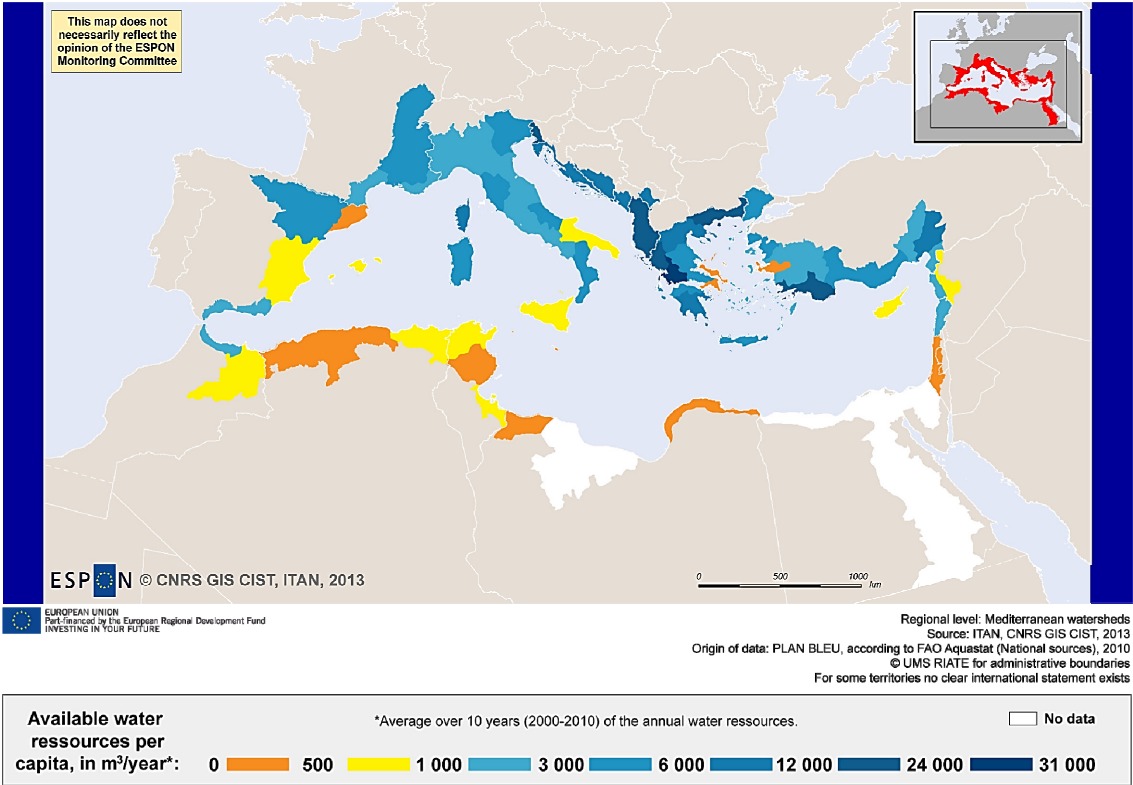 This map does not
necessarily reflect the
opinion of the ESPON
Monitoring Committee
ESPON © CNRS GIS CIST, ITAN, 2013
0 500 1000
km
EUROPEAN UNION
Part-financed by the European Regional Development Fund
INVESTING IN YOUR FUTURE
Regional level: Mediterranean watersheds
Source: ITAN, CNRS GIS CIST, 2013
Origin of data: PLAN BLEU, according to FAO Aquastat (National sources), 2010
© UMS RIATE for administrative boundaries
For some territories no clear international statement exists
Available water
ressources per
capita, in m³/year*:
*Average over 10 years (2000-2010) of the annual water ressources.
No data
0 500 1 000 3 000 6 000 12 000 24 000 31 000